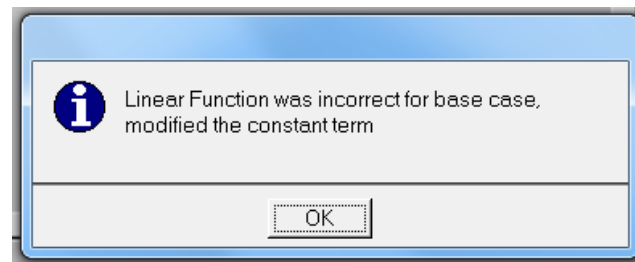 Linear Function was incorrect for base case,
modified the constant term
OK